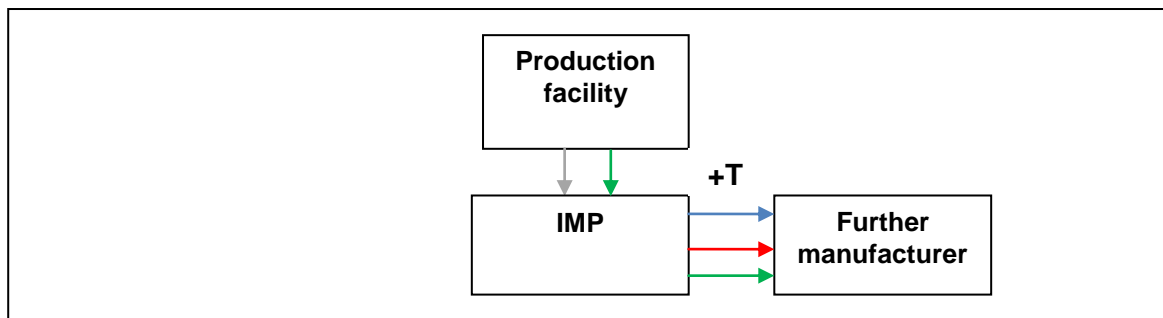 Production
facility
+T
IMP
Further
manufacturer